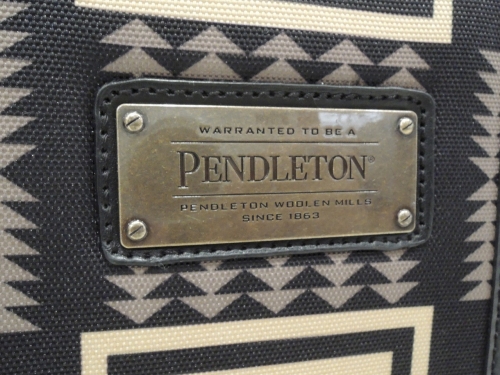 WARRANTED TO BE A
PENDLETON®
PENDLETON WOOLEN MILLS
SINCE 1863